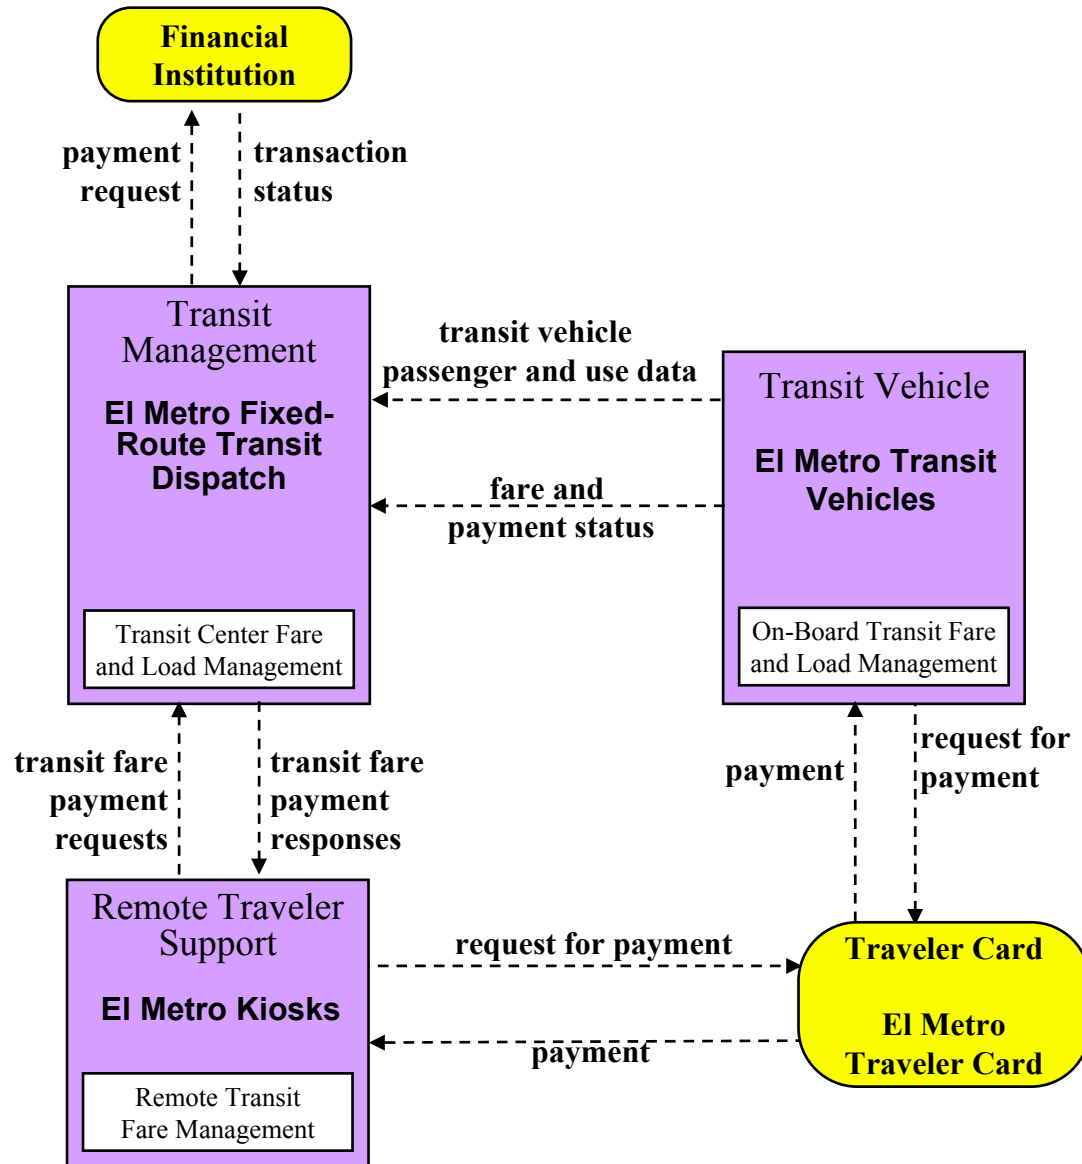 Financial
Institution
payment
request
transaction
status
Transit
Management
El Metro Fixed-
Route Transit
Dispatch
Transit Center Fare
and Load Management
transit vehicle
passenger and use data
fare and
payment status
Transit Vehicle
El Metro Transit
Vehicles
On-Board Transit Fare
and Load Management
transit fare
payment
requests
transit fare
payment
responses
payment
request for
payment
Remote Traveler
Support
El Metro Kiosks
Remote Transit
Fare Management
request for payment
payment
Traveler Card
El Metro
Traveler Card